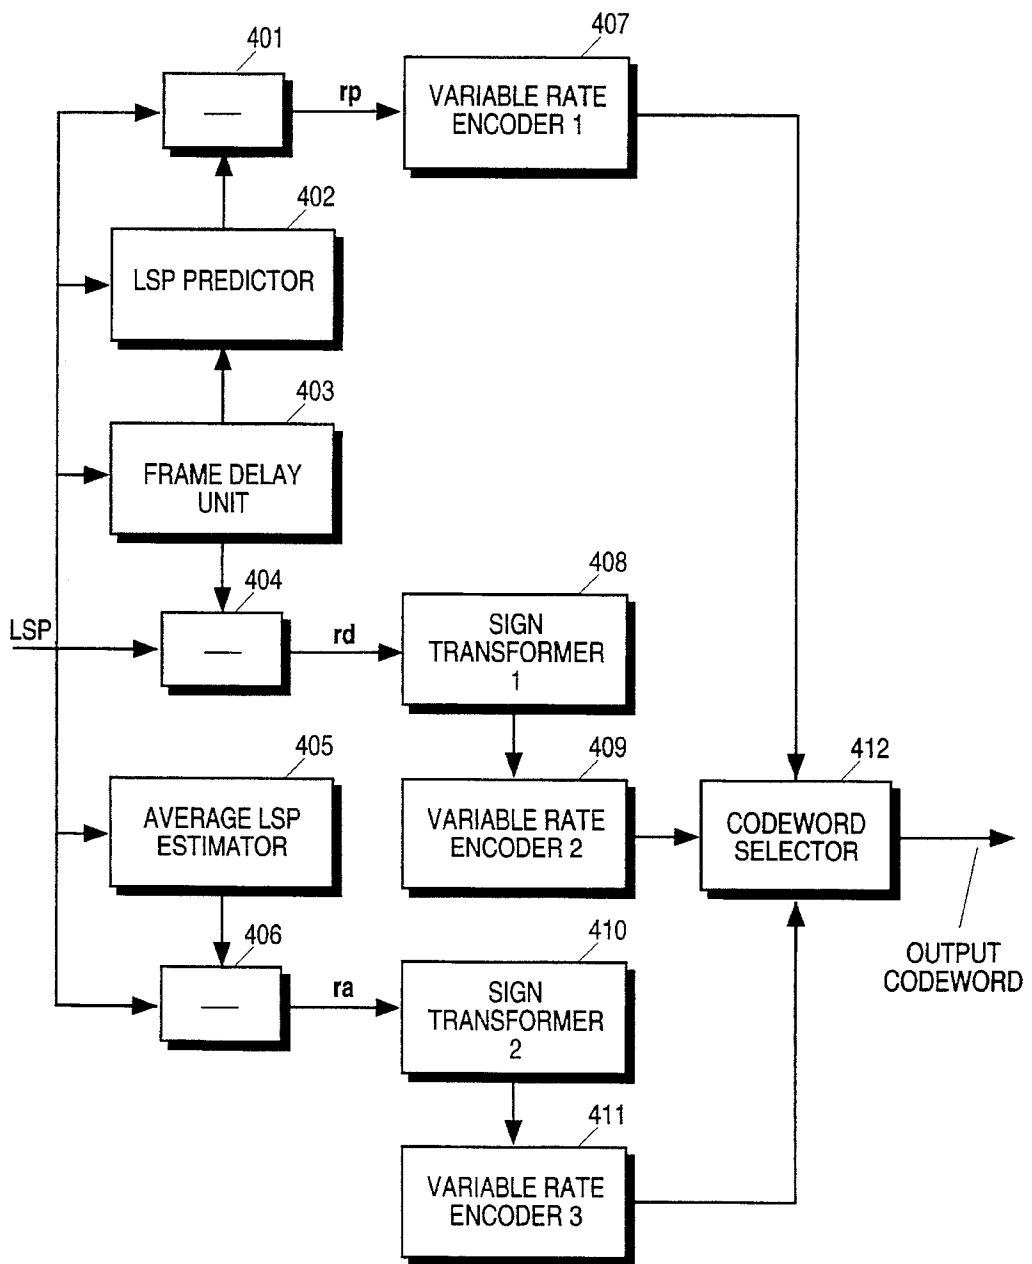 401
407
—
rp
VARIABLE RATE
ENCODER 1
402
LSP PREDICTOR
403
FRAME DELAY
UNIT
404
408
LSP
—
rd
SIGN
TRANSFORMER
1
405
409
412
AVERAGE LSP
ESTIMATOR
VARIABLE RATE
ENCODER 2
CODEWORD
SELECTOR
406
410
OUTPUT
CODEWORD
—
ra
SIGN
TRANSFORMER
2
411
VARIABLE RATE
ENCODER 3